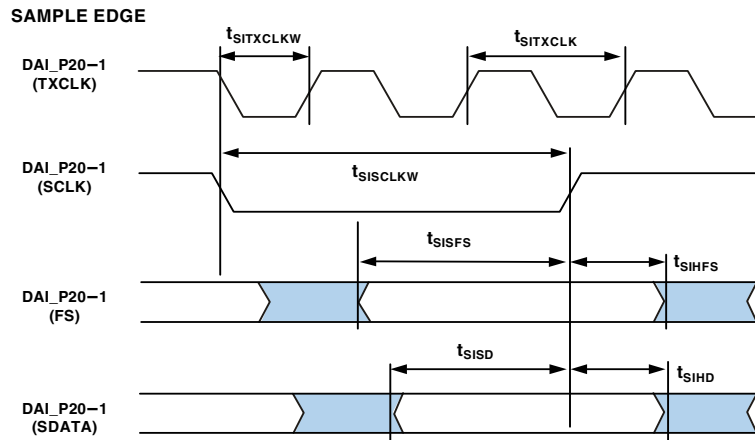 SAMPLE EDGE
tSITXCLKW
tSITXCLK
DAI_P20–1
(TXCLK)
DAI_P20–1
(SCLK)
tSISCLKW
tSISFS
tSIHFS
DAI_P20–1
(FS)
tSISD
tSIHD
DAI_P20–1
(SDATA)